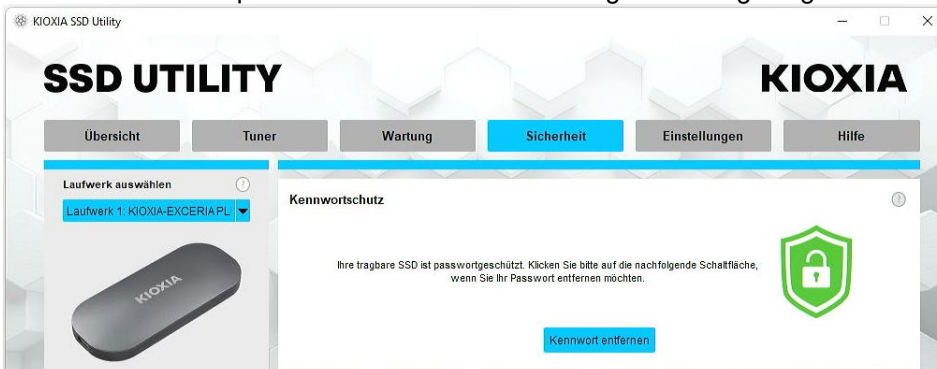 KIOXIA SSD Utility
SSD UTILITY
KIOXIA
Übersicht
Tuner
Wartung
Sicherheit
Einstellungen
Hilfe
Laufwerk auswählen
?
Laufwerk 1: KIOXIA-EXCERIA PL
KIOXIA
Kennwortschutz
?
Ihre tragbare SSD ist passwortgeschützt. Klicken Sie bitte auf die nachfolgende Schaltfläche,
wenn Sie Ihr Passwort entfernen möchten.
Kennwort entfernen